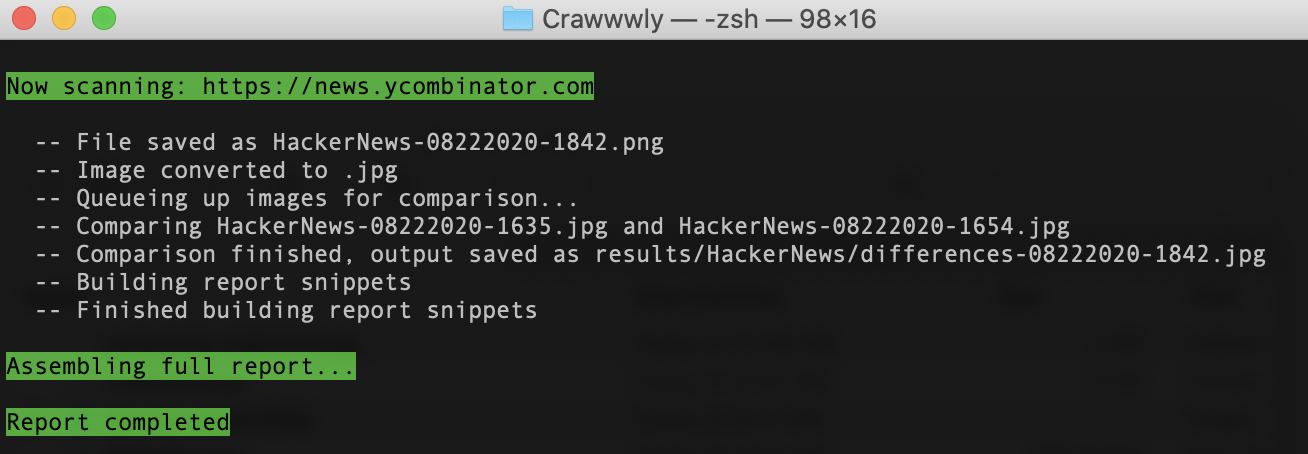 Crawwwly — -zsh — 98×16
Now scanning: https://news.ycombinator.com
-- File saved as HackerNews-08222020-1842.png
-- Image converted to .jpg
-- Queueing up images for comparison...
-- Comparing HackerNews-08222020-1635.jpg and HackerNews-08222020-1654.jpg
-- Comparison finished, output saved as results/HackerNews/differences-08222020-1842.jpg
-- Building report snippets
-- Finished building report snippets
Assembling full report...
Report completed